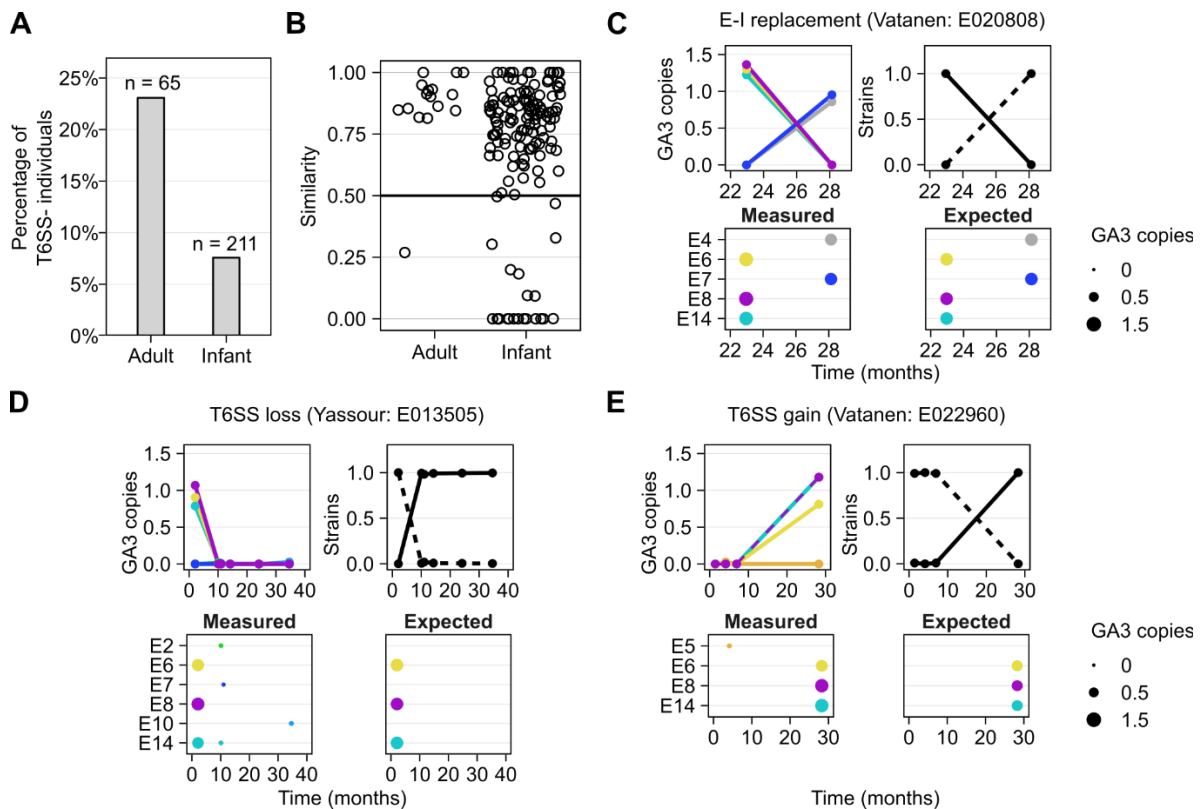 A
Percentage of
T6SS- individuals
25%
20%
15%
10%
5%
0%
n = 65
n = 211
Adult
Infant
B
Similarity
1.00
0.75
0.50
0.25
0.00
Adult
Infant
C
E-I replacement (Vatanen: E020808)
GA3 copies
1.5
1.0
0.5
0.0
22 24 26 28
Strains
1.0
0.5
0.0
22 24 26 28
Measured
Expected
E4
E6
E7
E8
E14
22 24 26 28
22 24 26 28
Time (months)
GA3 copies
0
0.5
1.5
D
T6SS loss (Yassour: E013505)
GA3 copies
1.5
1.0
0.5
0.0
0 10 20 30 40
Strains
1.0
0.5
0.0
0 10 20 30 40
Measured
Expected
E2
E6
E7
E8
E10
E14
0 10 20 30 40
0 10 20 30 40
Time (months)
E
T6SS gain (Vatanen: E022960)
GA3 copies
1.5
1.0
0.5
0.0
0 10 20 30
Strains
1.0
0.5
0.0
0 10 20 30
Measured
Expected
E5
E6
E8
E14
0 10 20 30
0 10 20 30
Time (months)
GA3 copies
0
0.5
1.5